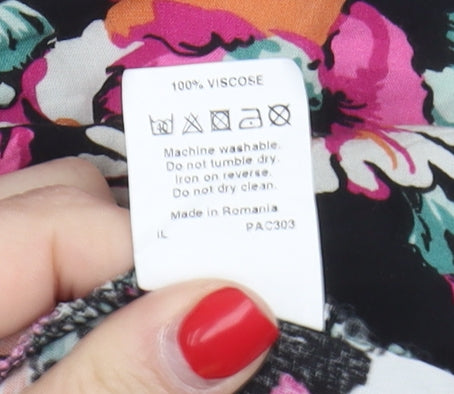 100% VISCOSE
40
Machine washable.
Do not tumble dry.
Iron on reverse.
Do not dry clean.
Made in Romania
IL PAC303